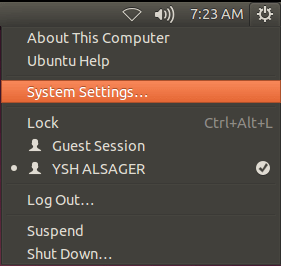 7:23 AM
About This Computer
Ubuntu Help
System Settings...
Lock Ctrl+Alt+L
Guest Session
YSH ALSAGER
Log Out...
Suspend
Shut Down...